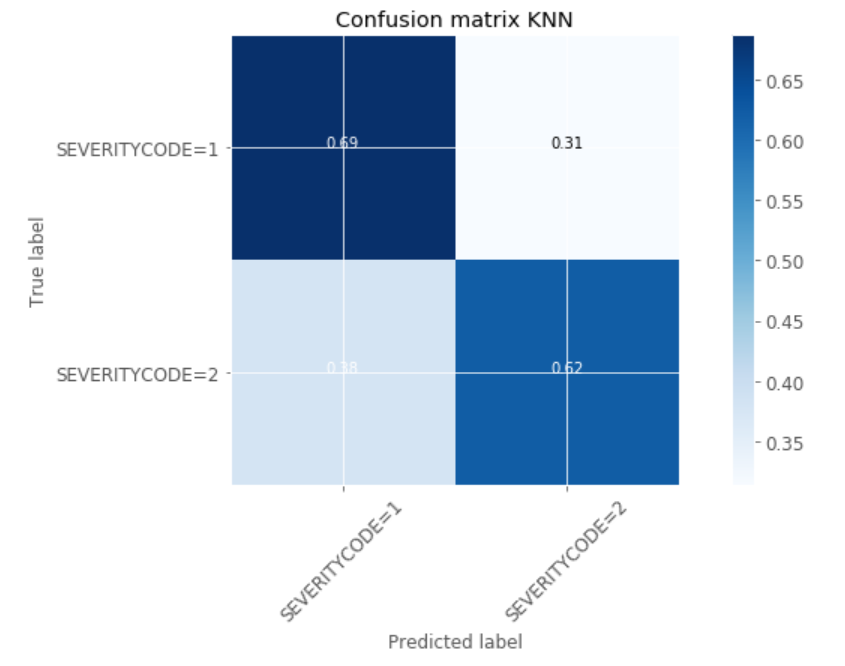 Confusion matrix KNN
True label
SEVERITYCODE=1
0.69
0.31
SEVERITYCODE=2
0.38
0.62
SEVERITYCODE=1
SEVERITYCODE=2
Predicted label
0.65
0.60
0.55
0.50
0.45
0.40
0.35